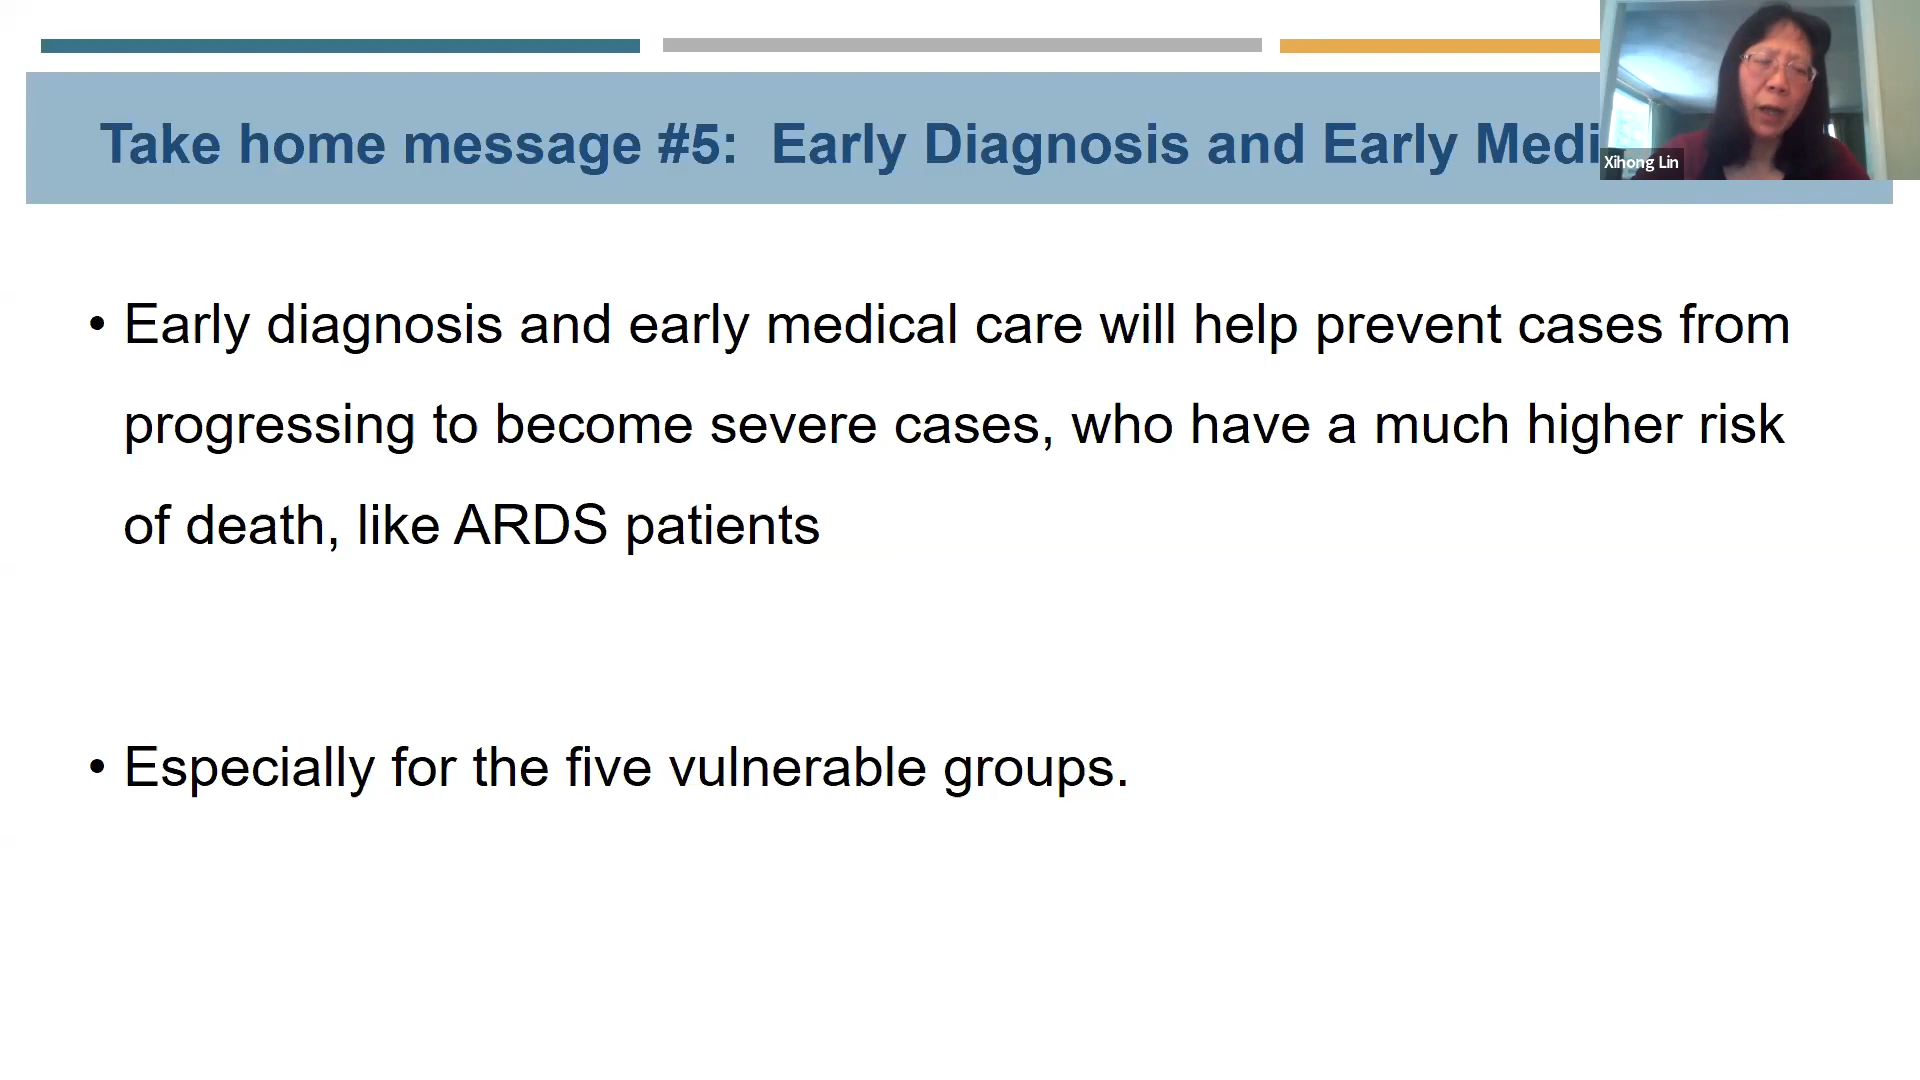 Take home message #5: Early Diagnosis and Early Medi
Xihong Lin
• Early diagnosis and early medical care will help prevent cases from
progressing to become severe cases, who have a much higher risk
of death, like ARDS patients
• Especially for the five vulnerable groups.